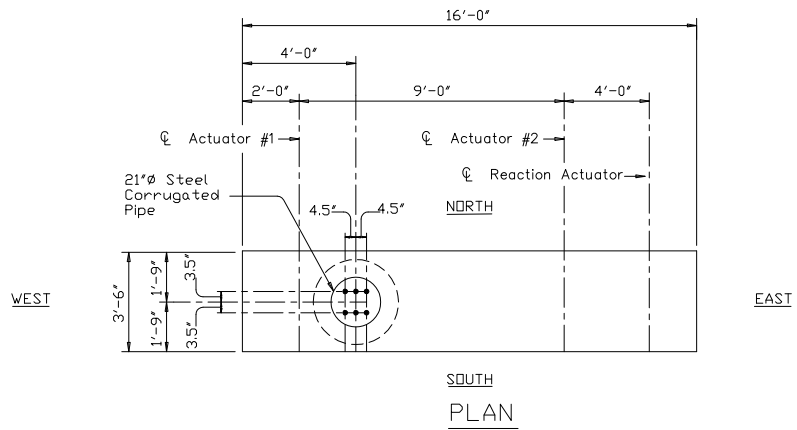 16'-0"
4'-0"
2'-0" 9'-0" 4'-0"
℄ Actuator #1 ℄ Actuator #2
℄ Reaction Actuator
21"Ø Steel
Corrugated
Pipe
4.5" 4.5"
NORTH
3'-6"
1'-9"
1'-9"
3.5"
3.5"
WEST
EAST
SOUTH
PLAN